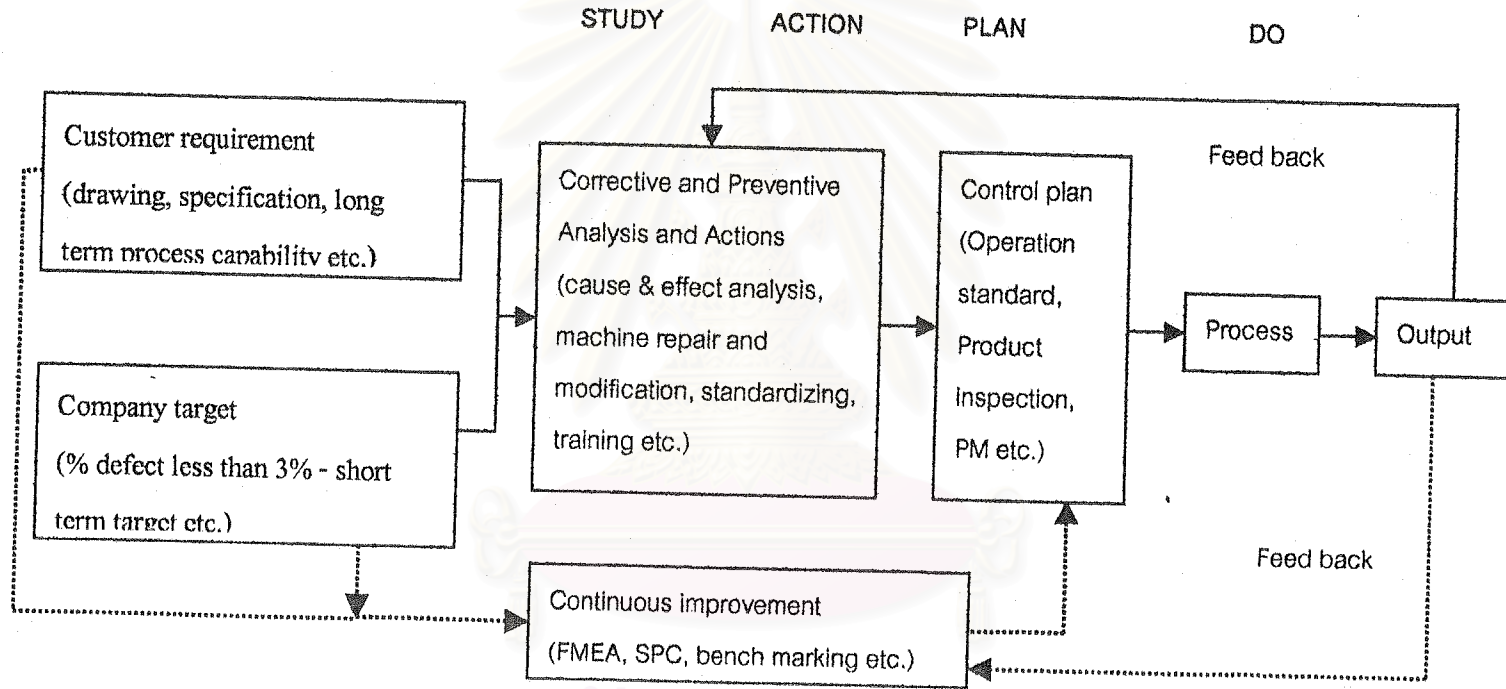 STUDY ACTION PLAN DO
Customer requirement
(drawing, specification, long
term process capability etc.)
Company target
(% defect less than 3% - short
term target etc.)
Corrective and Preventive
Analysis and Actions
(cause & effect analysis,
machine repair and
modification, standardizing,
training etc.)
Control plan
(Operation
standard,
Product
Inspection,
PM etc.)
Feed back
Process
Output
Feed back
Continuous improvement
(FMEA, SPC, bench marking etc.)